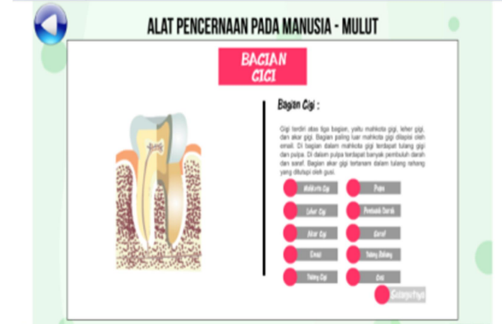 ALAT PENCERNAAN PADA MANUSIA - MULUT
BAGIAN
GIGI
Bagian Gigi :
Gigi terdiri atas tiga bagian, yaitu mahkota gigi, leher gigi,
dan akar gigi. Bagian paling luar mahkota gigi dilapisi oleh
email. Di bagian dalam mahkota gigi terdapat tulang gigi
dan pulpa. Di dalam pulpa terdapat banyak pembuluh darah
dan saraf. Bagian akar gigi tertanam dalam tulang rahang
yang ditutupi oleh gusi.
Mahkota Gigi
Leher Gigi Pembuluh Darah
Akar Gigi Saraf
Email Tulang Rahang
Tulang Gigi Gusi
Selanjutnya